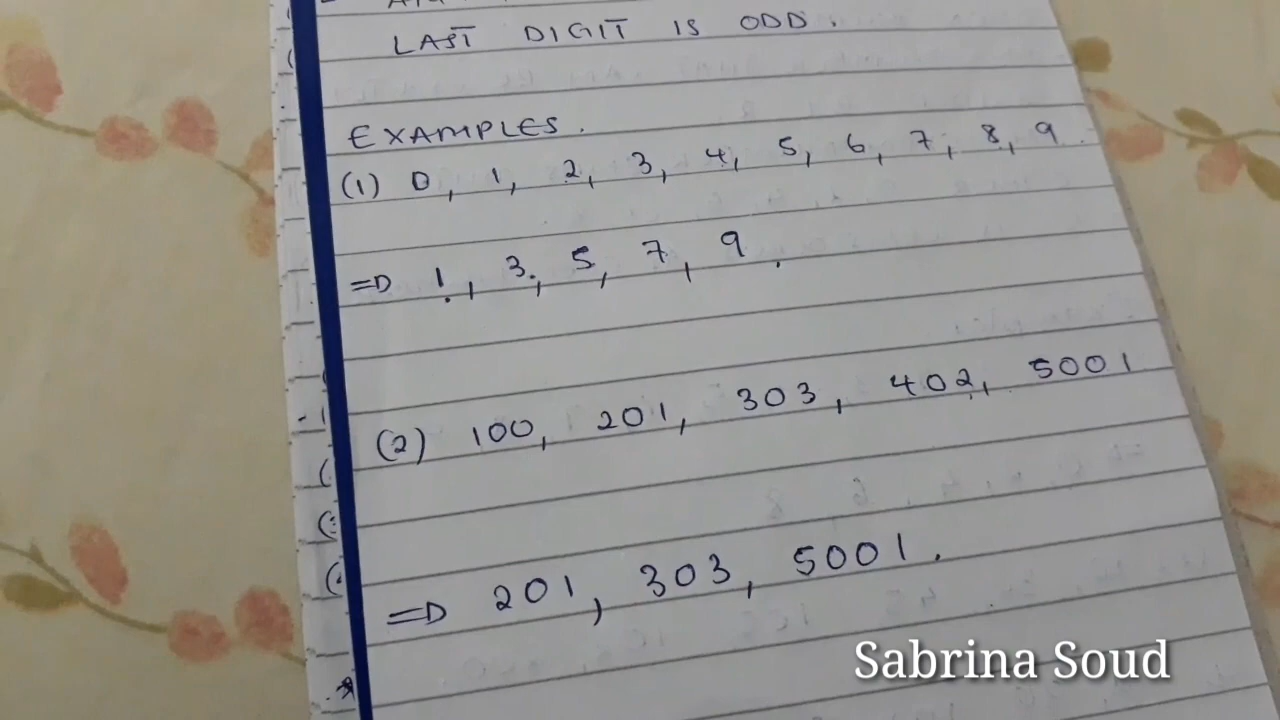 LAST DIGIT IS ODD.
EXAMPLES.
(1) 0, 1, 2, 3, 4, 5, 6, 7, 8, 9.
⇒ 1, 3, 5, 7, 9.
(2) 100, 201, 303, 402, 5001
⇒ 201, 303, 5001.
Sabrina Soud